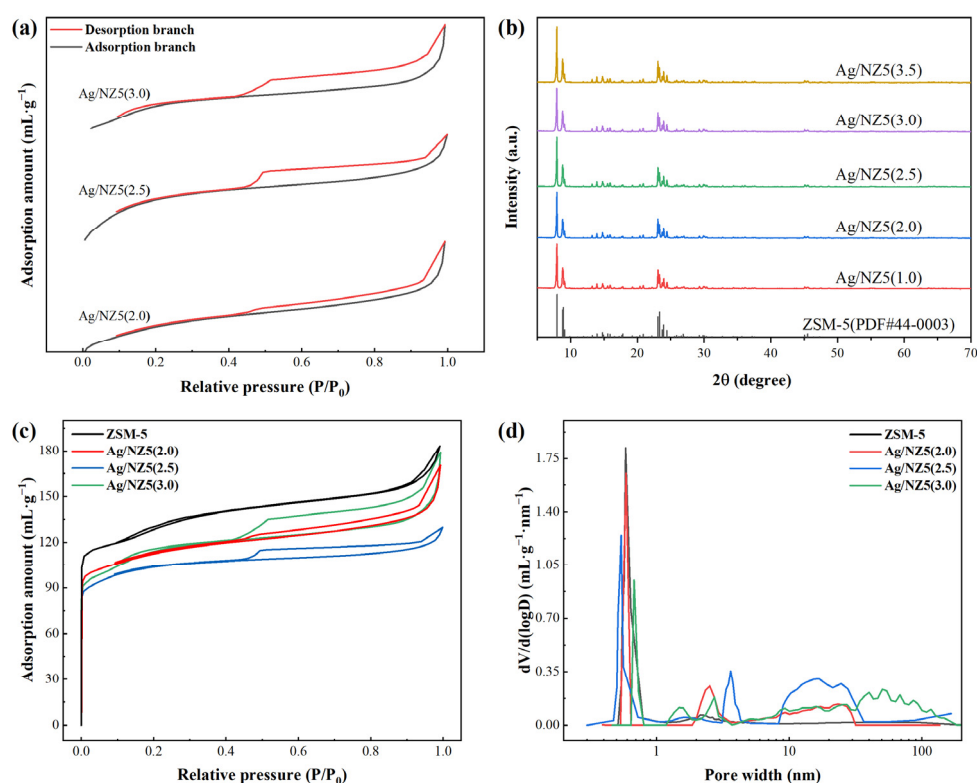 (a)
Desorption branch
Adsorption branch
Ag/NZ5(3.0)
Ag/NZ5(2.5)
Ag/NZ5(2.0)
Adsorption amount (mL·g⁻¹)
0.0 0.2 0.4 0.6 0.8 1.0
Relative pressure (P/P₀)
(b)
Ag/NZ5(3.5)
Ag/NZ5(3.0)
Ag/NZ5(2.5)
Ag/NZ5(2.0)
Ag/NZ5(1.0)
ZSM-5(PDF#44-0003)
Intensity (a.u.)
10 20 30 40 50 60 70
2θ (degree)
(c)
ZSM-5
Ag/NZ5(2.0)
Ag/NZ5(2.5)
Ag/NZ5(3.0)
Adsorption amount (mL·g⁻¹)
180
150
120
90
60
30
0
0.0 0.2 0.4 0.6 0.8 1.0
Relative pressure (P/P₀)
(d)
ZSM-5
Ag/NZ5(2.0)
Ag/NZ5(2.5)
Ag/NZ5(3.0)
dV/d(logD) (mL·g⁻¹·nm⁻¹)
1.75
1.40
1.05
0.70
0.35
0.00
1 10 100
Pore width (nm)